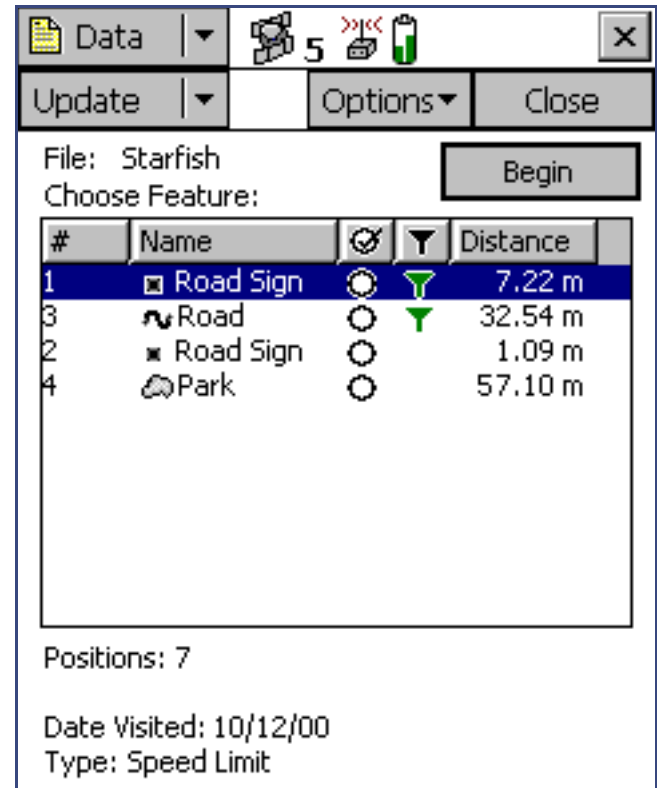 Data
5
Update Options Close
File: Starfish
Begin
Choose Feature:
# Name Distance
1 Road Sign 7.22 m
3 Road 32.54 m
2 Road Sign 1.09 m
4 Park 57.10 m
Positions: 7
Date Visited: 10/12/00
Type: Speed Limit